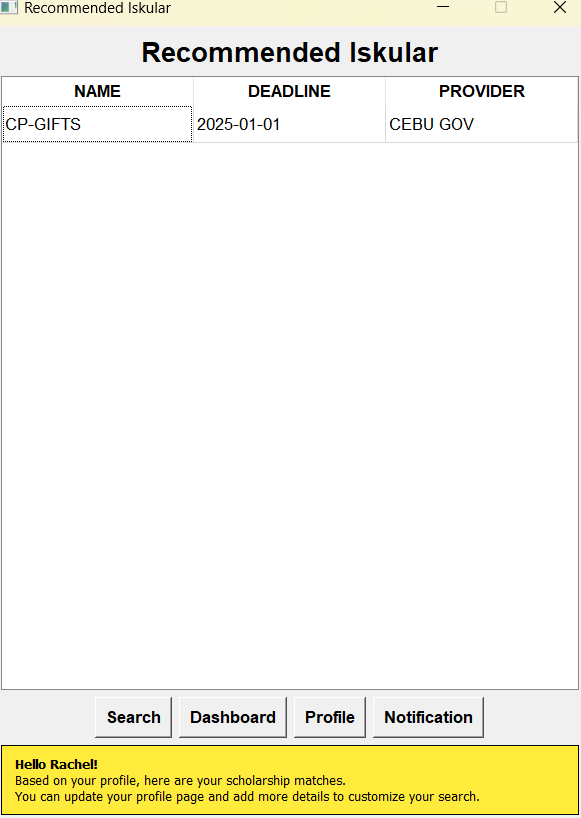 Recommended Iskular
Recommended Iskular
NAME DEADLINE PROVIDER
CP-GIFTS 2025-01-01 CEBU GOV
Search Dashboard Profile Notification
Hello Rachel!
Based on your profile, here are your scholarship matches.
You can update your profile page and add more details to customize your search.